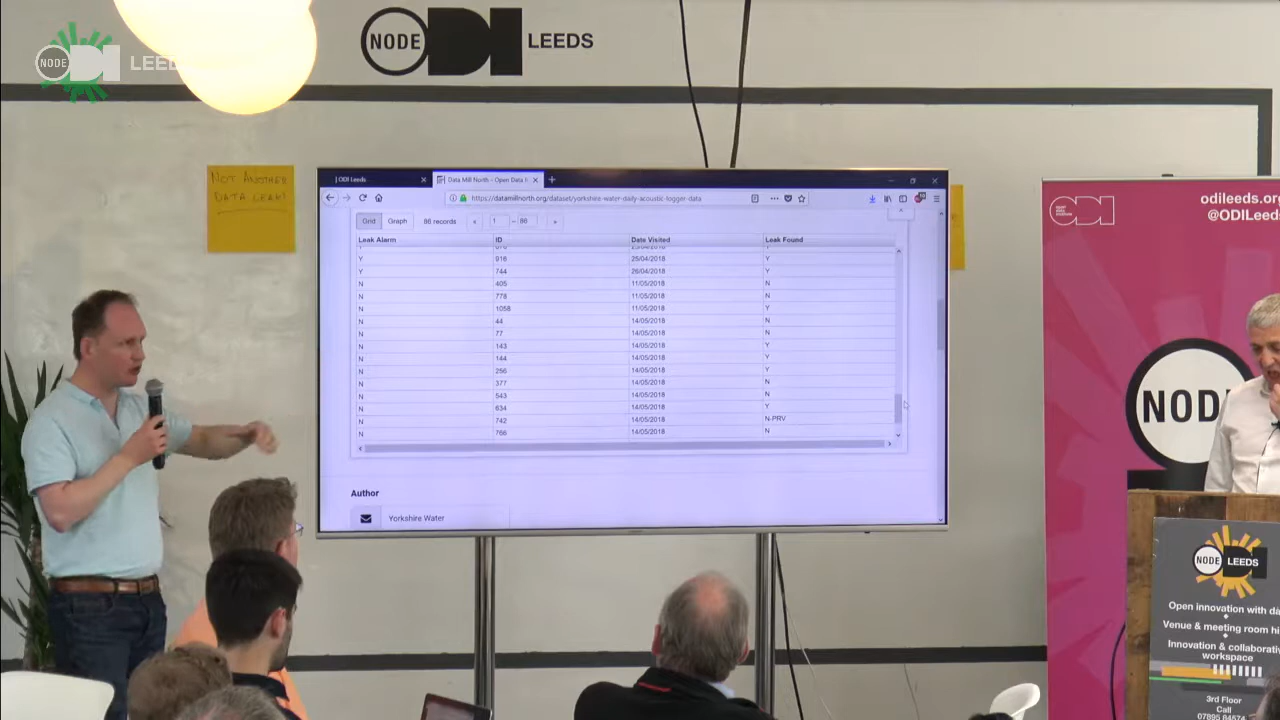 NODE ODI LEEDS
NODE ODI LEEDS
NOT ANOTHER
DATA LEAK!
ODI Leeds
Data Mill North - Open Data
https://datamillnorth.org/dataset/yorkshire-water-daily-acoustic-logger-data
Grid Graph 86 records « 1 – 86 »
Leak Alarm ID Date Visited Leak Found
Y 916 25/04/2018 Y
Y 744 26/04/2018 Y
N 405 11/05/2018 N
N 778 11/05/2018 N
N 1058 11/05/2018 Y
N 44 14/05/2018 N
N 77 14/05/2018 N
N 143 14/05/2018 Y
N 144 14/05/2018 Y
N 256 14/05/2018 Y
N 377 14/05/2018 N
N 543 14/05/2018 N
N 634 14/05/2018 Y
N 742 14/05/2018 N-PRV
N 766 14/05/2018 N
Author
Yorkshire Water
ODI
odileeds.org
@ODILeeds
NOD
NODE LEEDS
Open innovation with da
Venue & meeting room hi
Innovation & collaborativ
workspace
3rd Floor
Call
07895 84574